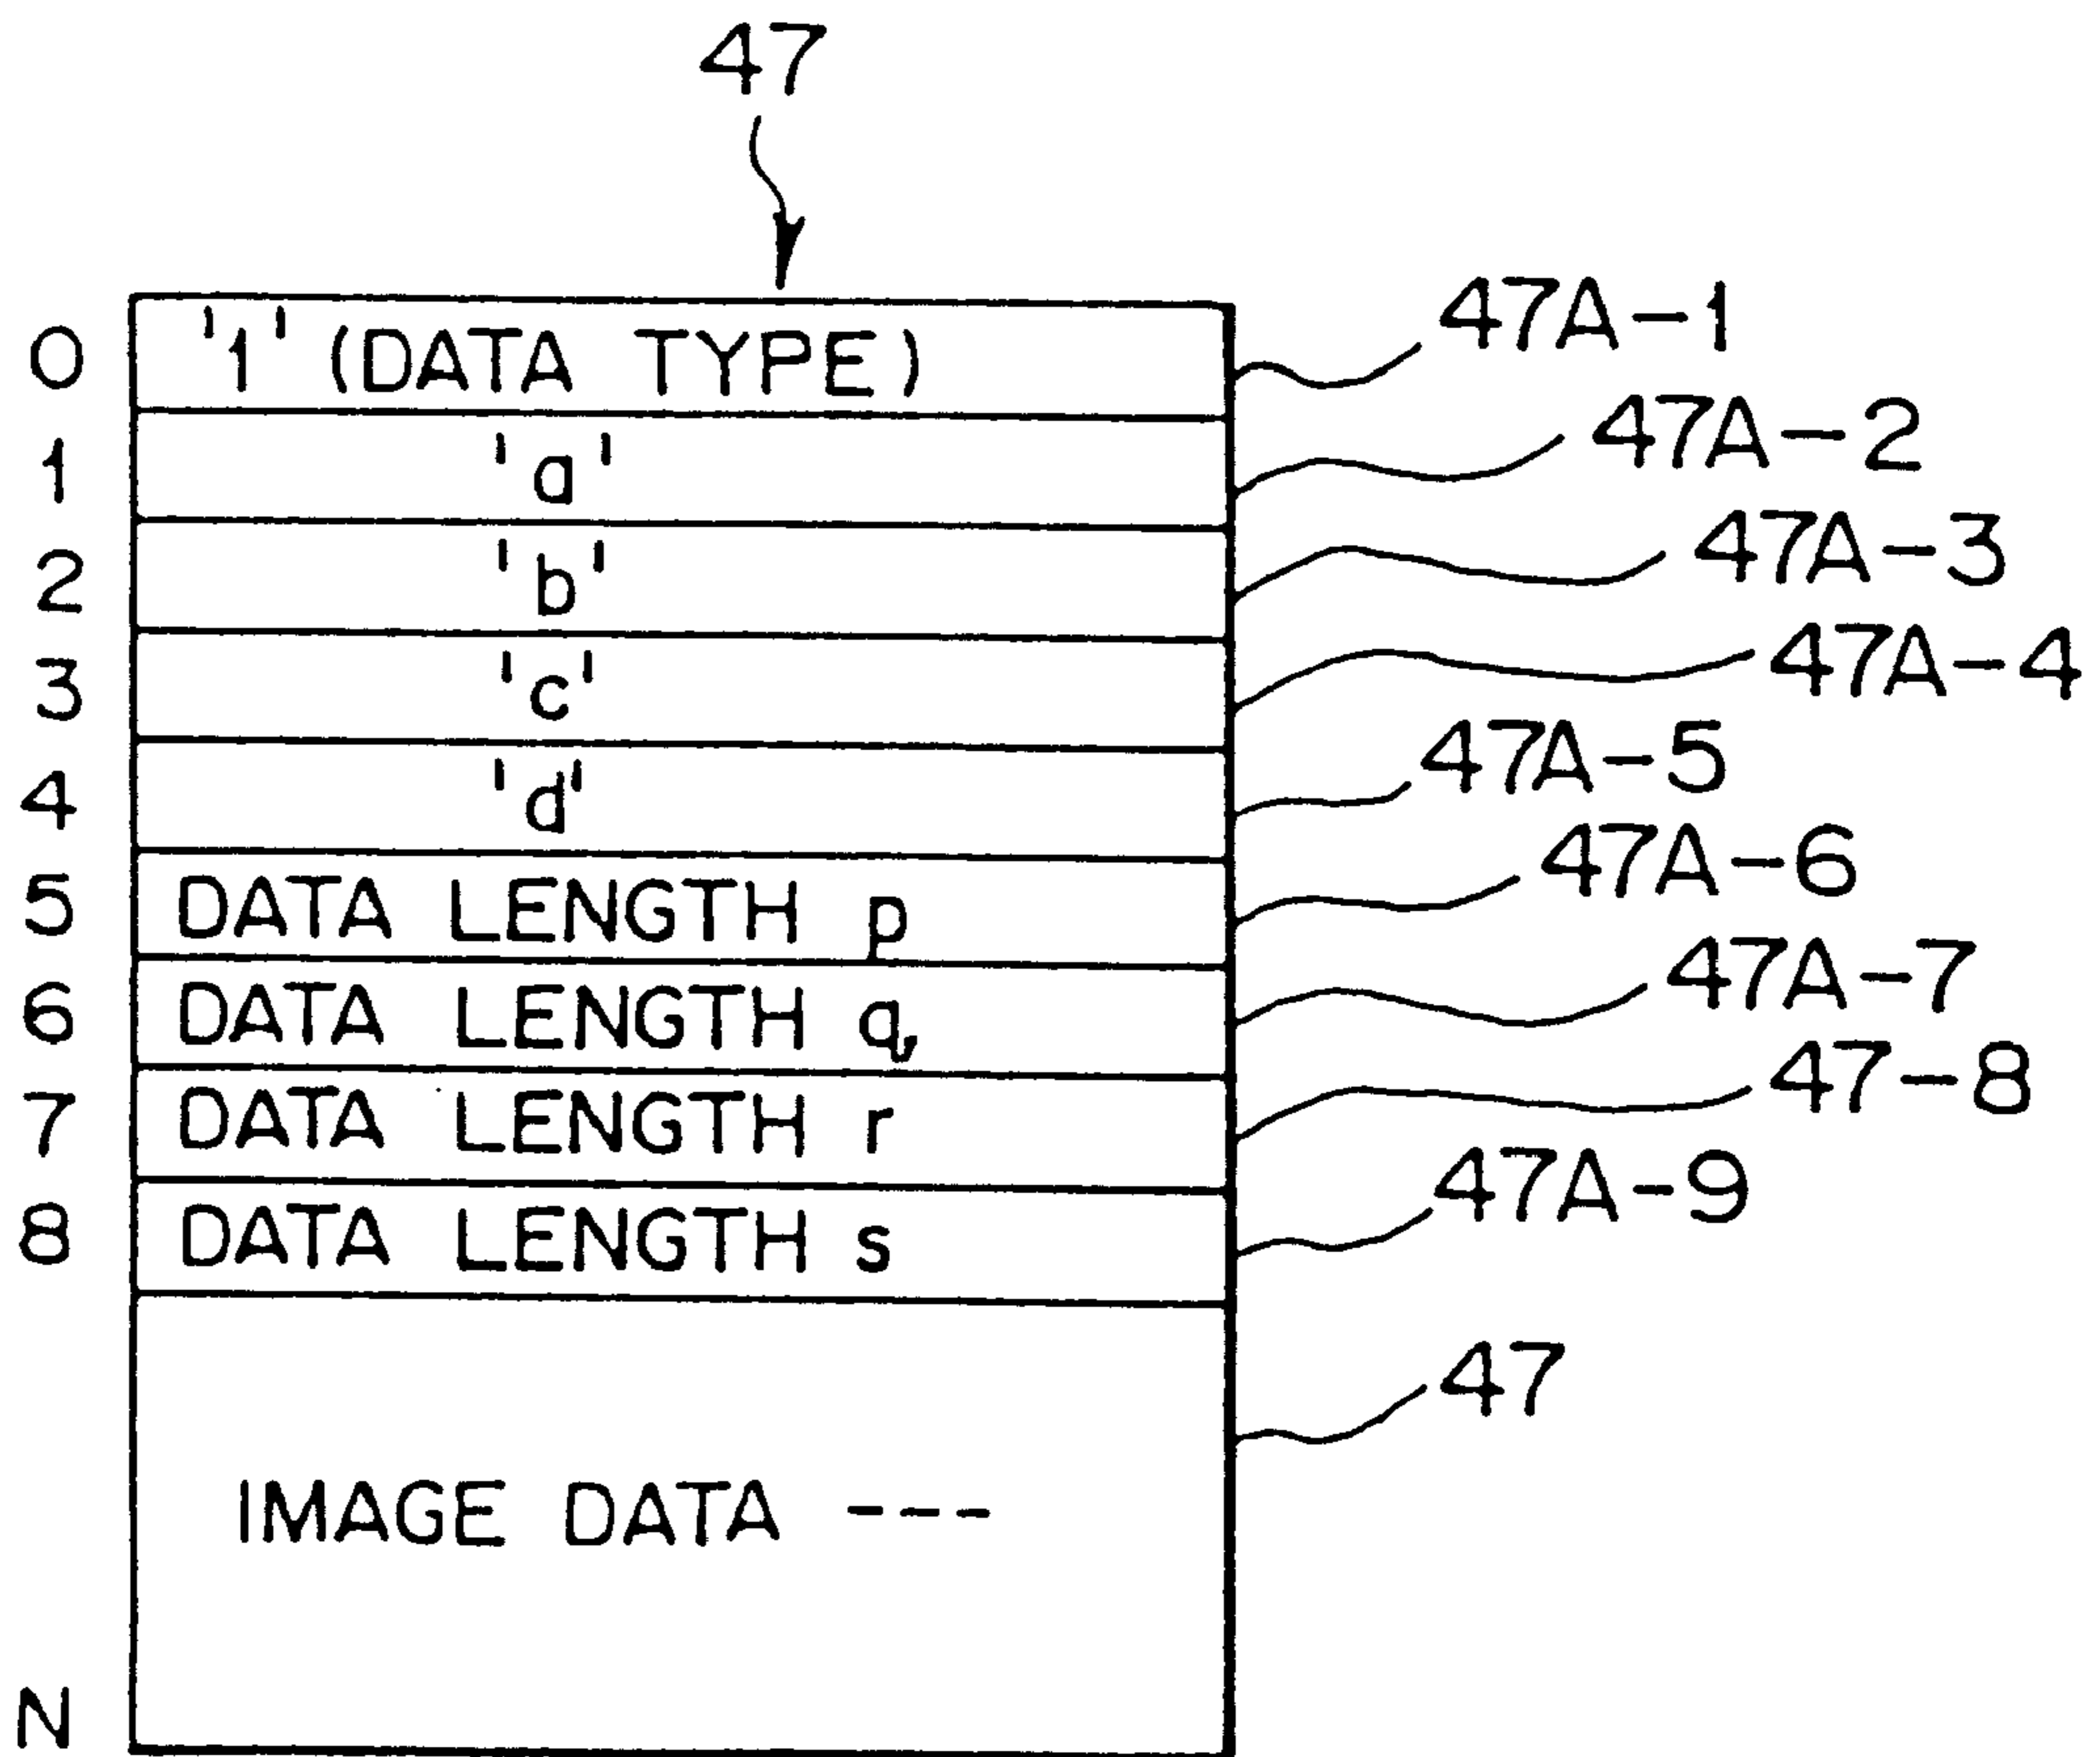 47
0 '1' (DATA TYPE) 47A-1
1 'a' 47A-2
2 'b' 47A-3
3 'c' 47A-4
4 'd' 47A-5
5 DATA LENGTH p 47A-6
6 DATA LENGTH q 47A-7
7 DATA LENGTH r 47-8
8 DATA LENGTH s 47A-9
47
IMAGE DATA ---
N